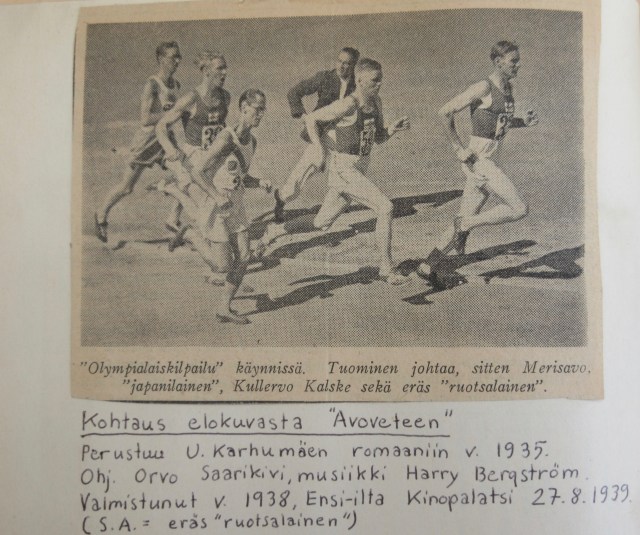 "Olympialaiskilpailu" käynnissä. Tuominen johtaa, sitten Merisavo,
"japanilainen", Kullervo Kalske sekä eräs "ruotsalainen".
Kohtaus elokuvasta "Avoveteen"
Perustuu U. Karhumäen romaaniin v. 1935.
Ohj. Orvo Saarikivi, musiikki Harry Bergström.
Valmistunut v. 1938, Ensi-ilta Kinopalatsi 27.8.1939.
(S.A. = eräs "ruotsalainen")